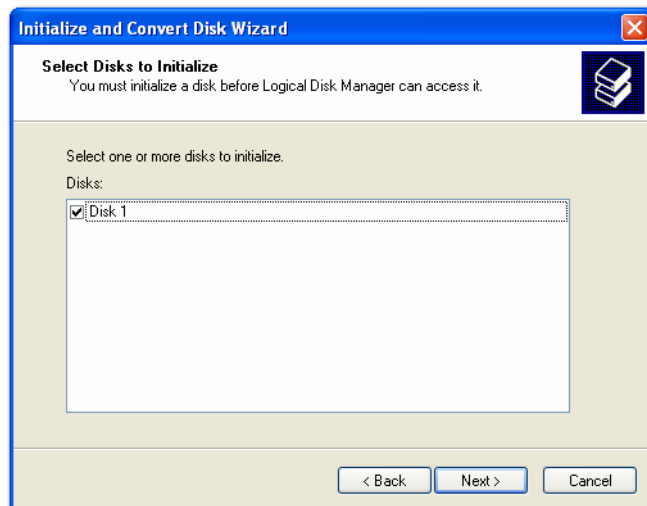 Initialize and Convert Disk Wizard
Select Disks to Initialize
You must initialize a disk before Logical Disk Manager can access it.
Select one or more disks to initialize.
Disks:
Disk 1
< Back Next > Cancel